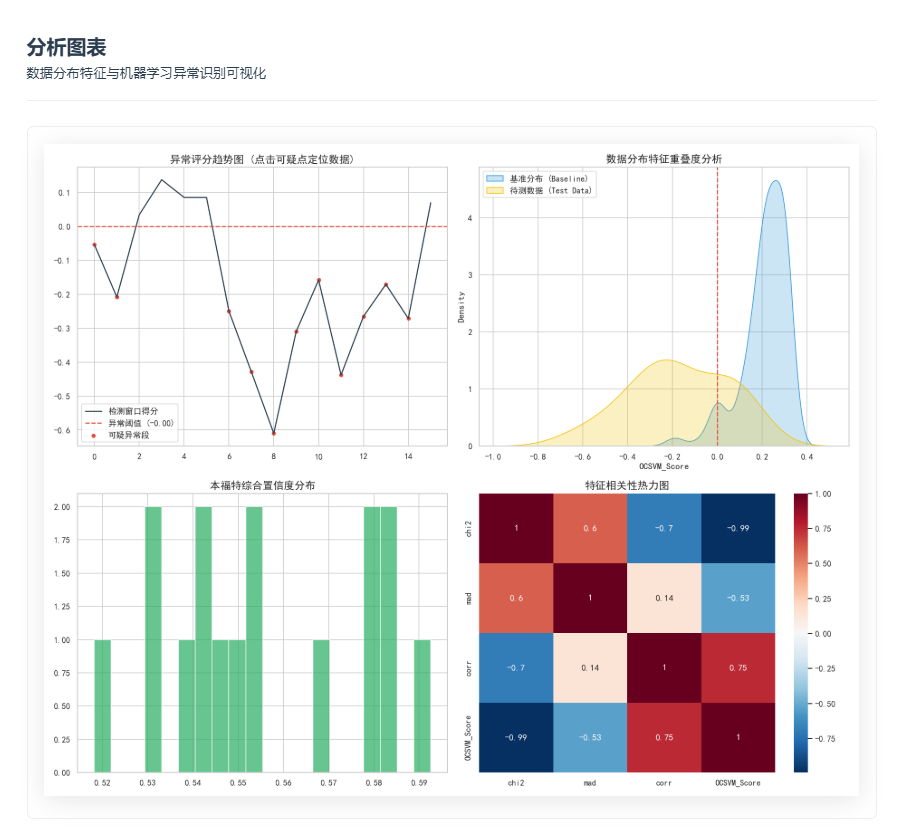 分析图表
数据分布特征与机器学习异常识别可视化
异常评分趋势图 (点击可疑点定位数据)
0.1
0.0
-0.1
-0.2
-0.3
-0.4
-0.5
-0.6
检测窗口得分
异常阈值 (-0.00)
可疑异常段
0 2 4 6 8 10 12 14
数据分布特征重叠度分析
基准分布 (Baseline)
待测数据 (Test Data)
Density
4
3
2
1
0
-1.0 -0.8 -0.6 -0.4 -0.2 0.0 0.2 0.4
OCSVM_Score
本福特综合置信度分布
2.00
1.75
1.50
1.25
1.00
0.75
0.50
0.25
0.00
0.52 0.53 0.54 0.55 0.56 0.57 0.58 0.59
特征相关性热力图
chi2
1 0.6 -0.7 -0.99
mad
0.6 1 0.14 -0.53
corr
-0.7 0.14 1 0.75
OCSVM_Score
-0.99 -0.53 0.75 1
chi2 mad corr OCSVM_Score
1.00
0.75
0.50
0.25
0.00
-0.25
-0.50
-0.75